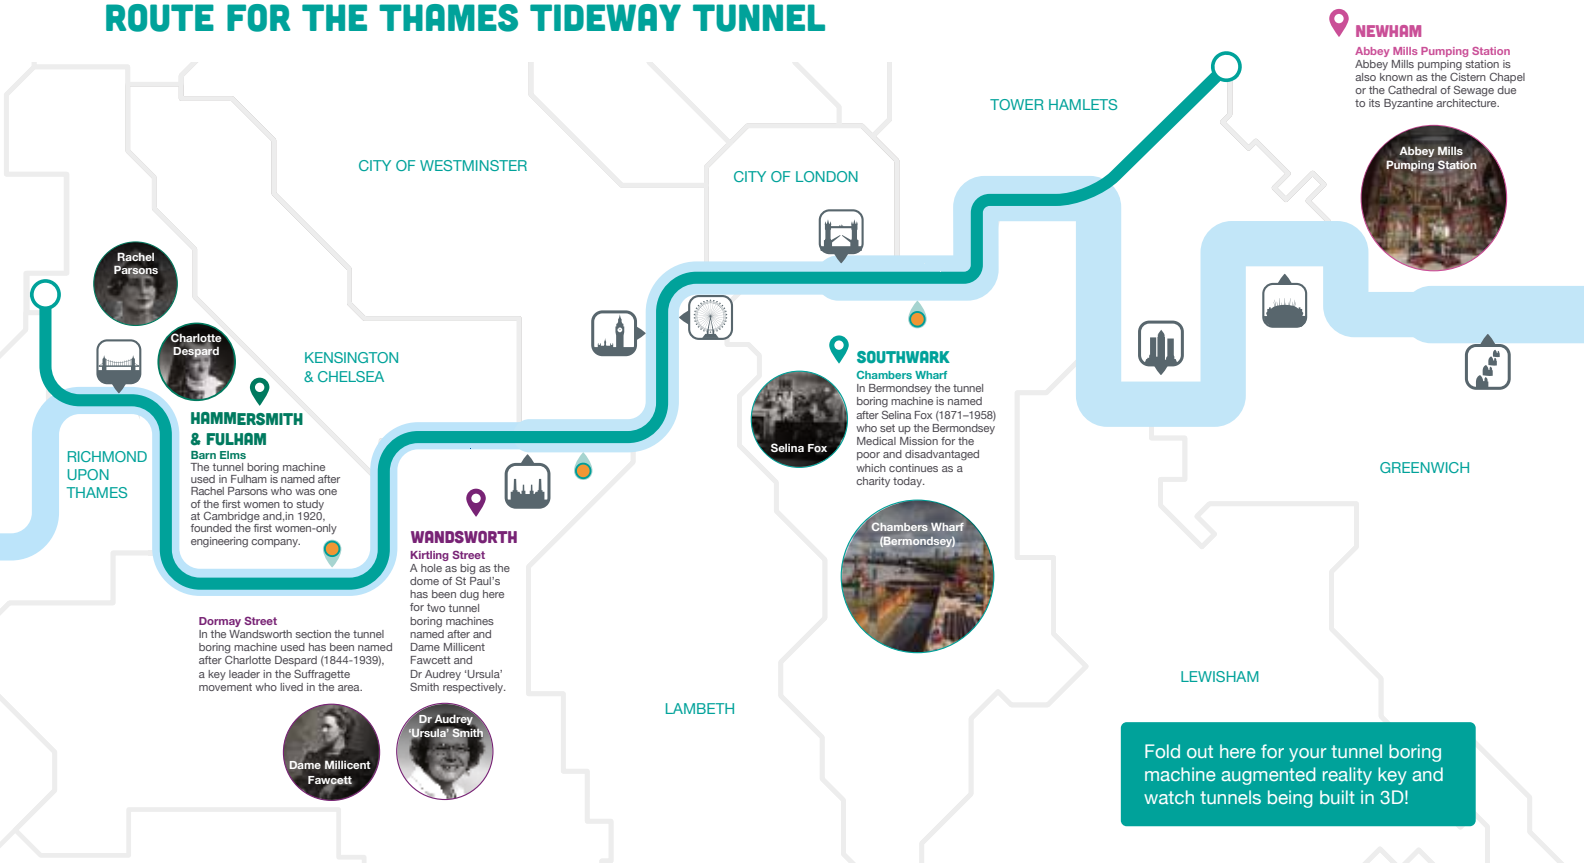 ROUTE FOR THE THAMES TIDEWAY TUNNEL
NEWHAM
Abbey Mills Pumping Station
Abbey Mills pumping station is
also known as the Cistern Chapel
or the Cathedral of Sewage due
to its Byzantine architecture.
Abbey Mills
Pumping Station
TOWER HAMLETS
CITY OF WESTMINSTER
CITY OF LONDON
Rachel
Parsons
Charlotte
Despard
KENSINGTON
& CHELSEA
HAMMERSMITH
& FULHAM
Barn Elms
The tunnel boring machine
used in Fulham is named after
Rachel Parsons who was one
of the first women to study
at Cambridge and,in 1920,
founded the first women-only
engineering company.
RICHMOND
UPON
THAMES
SOUTHWARK
Chambers Wharf
In Bermondsey the tunnel
boring machine is named
after Selina Fox (1871–1958)
who set up the Bermondsey
Medical Mission for the
poor and disadvantaged
which continues as a
charity today.
Selina Fox
Chambers Wharf
(Bermondsey)
GREENWICH
WANDSWORTH
Kirtling Street
A hole as big as the
dome of St Paul's
has been dug here
for two tunnel
boring machines
named after and
Dame Millicent
Fawcett and
Dr Audrey ‘Ursula’
Smith respectively.
Dormay Street
In the Wandsworth section the tunnel
boring machine used has been named
after Charlotte Despard (1844-1939),
a key leader in the Suffragette
movement who lived in the area.
Dame Millicent
Fawcett
Dr Audrey
‘Ursula’ Smith
LAMBETH
LEWISHAM
Fold out here for your tunnel boring
machine augmented reality key and
watch tunnels being built in 3D!